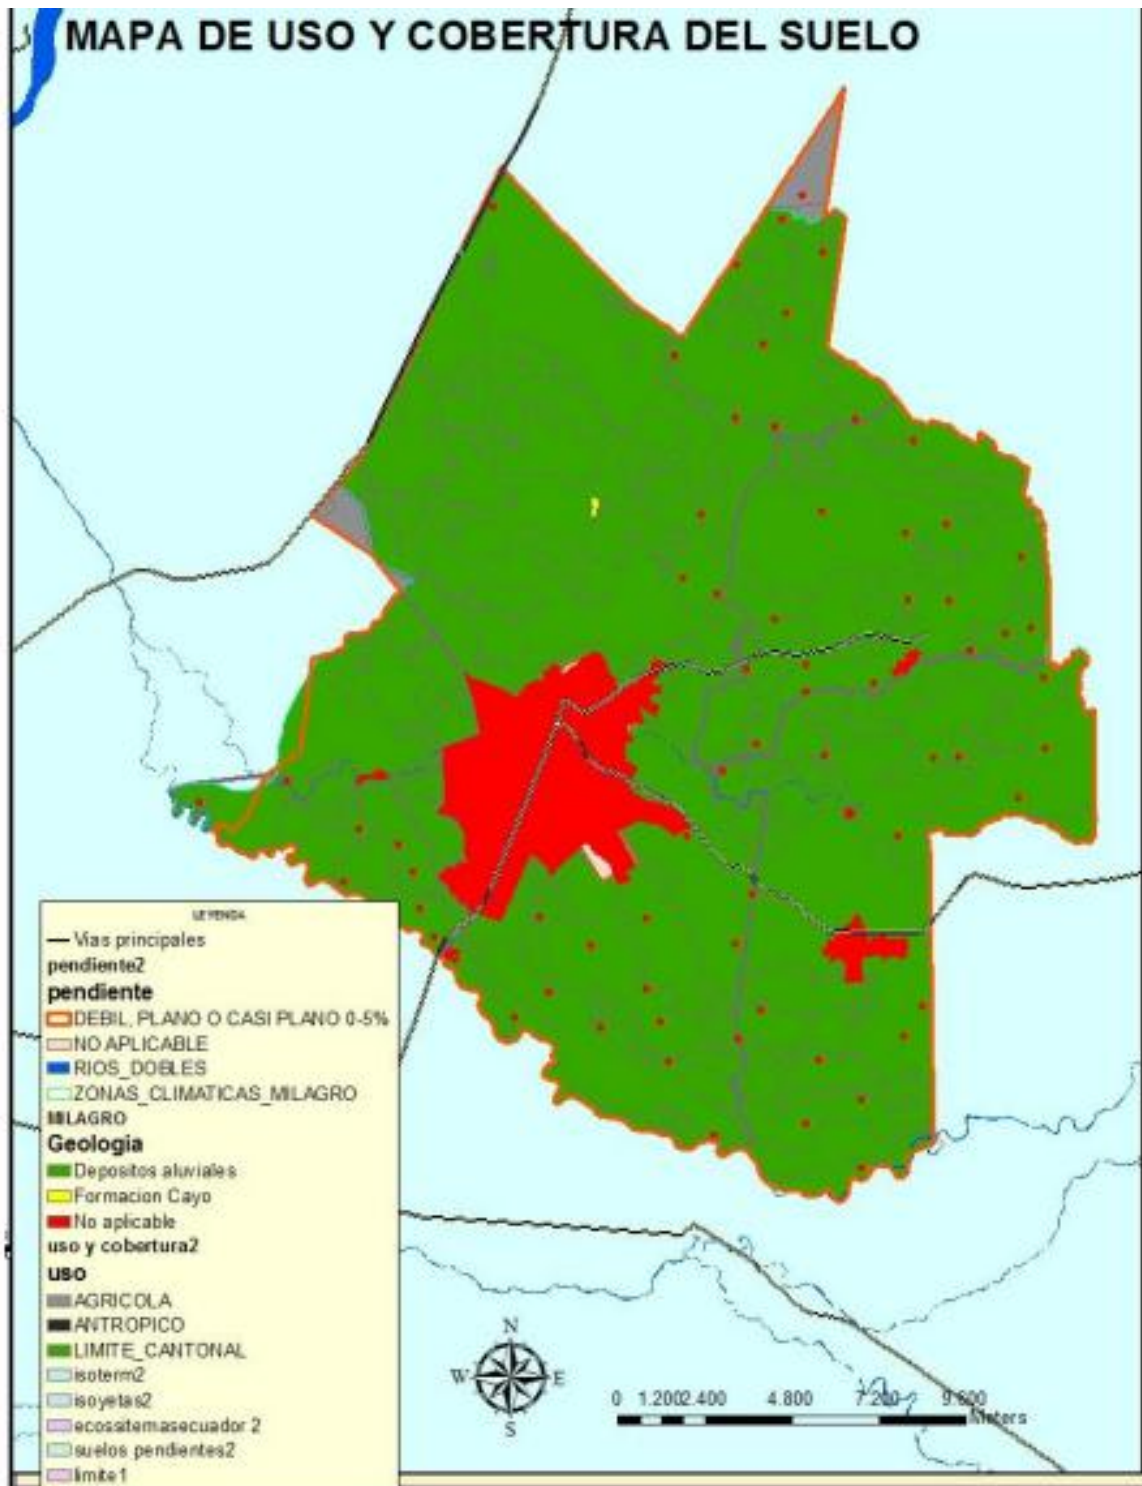 MAPA DE USO Y COBERTURA DEL SUELO
LEYENDA
Vias principales
pendiente2
pendiente
DEBIL, PLANO O CASI PLANO 0-5%
NO APLICABLE
RIOS_DOBLES
ZONAS_CLIMATICAS_MILAGRO
MILAGRO
Geologia
Depositos aluviales
Formacion Cayo
No aplicable
uso y cobertura2
uso
AGRICOLA
ANTROPICO
LIMITE_CANTONAL
isoterm2
isoyetas2
ecossitemasecuador 2
suelos pendientes2
limite1
N
W E
S
0 1.200 2.400 4.800 7.200 9.600
Meters